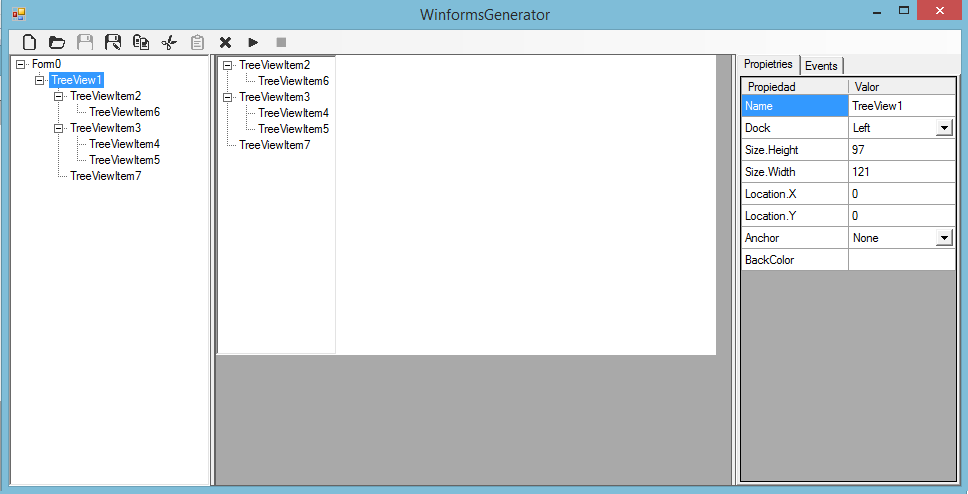 WinformsGenerator
Form0
TreeView1
TreeViewItem2
TreeViewItem6
TreeViewItem3
TreeViewItem4
TreeViewItem5
TreeViewItem7
TreeViewItem2
TreeViewItem6
TreeViewItem3
TreeViewItem4
TreeViewItem5
TreeViewItem7
Propietries Events
Propiedad Valor
Name TreeView1
Dock Left
Size.Height 97
Size.Width 121
Location.X 0
Location.Y 0
Anchor None
BackColor